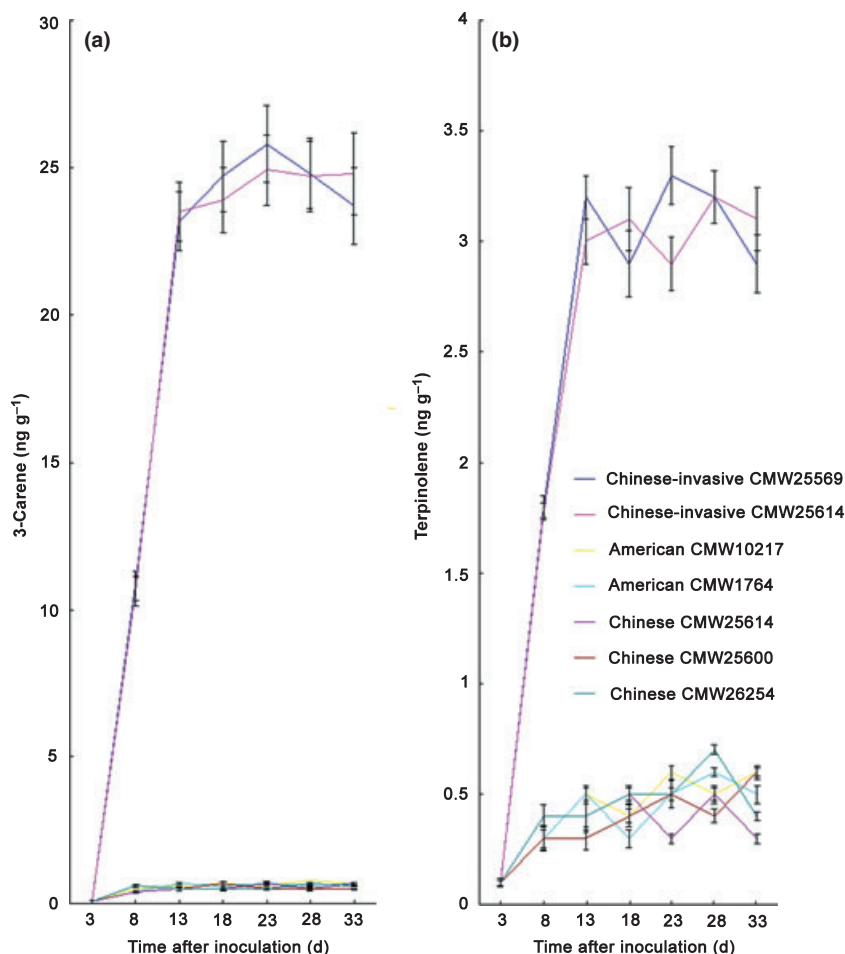 (a)
30
25
20
15
10
5
0
3-Carene (ng g⁻¹)
3 8 13 18 23 28 33
Time after inoculation (d)
(b)
4
3.5
3
2.5
2
1.5
1
0.5
0
Terpinolene (ng g⁻¹)
Chinese-invasive CMW25569
Chinese-invasive CMW25614
American CMW10217
American CMW1764
Chinese CMW25614
Chinese CMW25600
Chinese CMW26254
3 8 13 18 23 28 33
Time after inoculation (d)